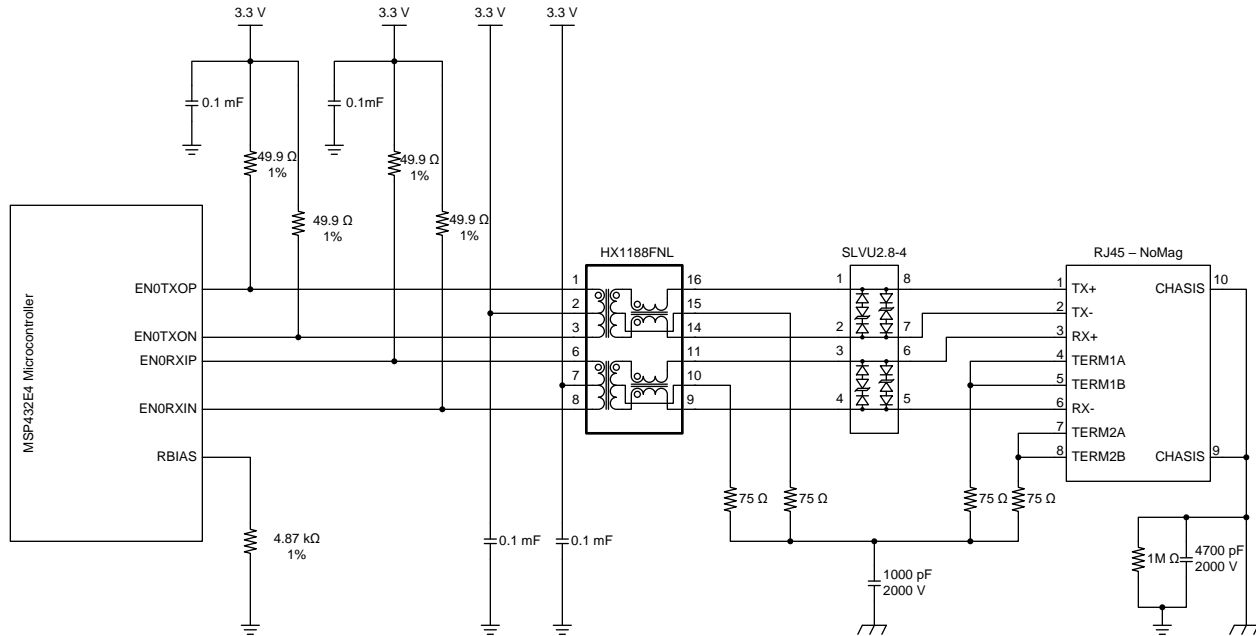 3.3 V
3.3 V
3.3 V
3.3 V
0.1 mF
0.1mF
49.9 Ω
1%
49.9 Ω
1%
49.9 Ω
1%
49.9 Ω
1%
MSP432E4 Microcontroller
EN0TXOP
EN0TXON
EN0RXIP
EN0RXIN
RBIAS
4.87 kΩ
1%
HX1188FNL
1
2
3
6
7
8
16
15
14
11
10
9
SLVU2.8-4
1
2
3
4
8
7
6
5
RJ45 – NoMag
1
2
3
4
5
6
7
8
TX+
TX-
RX+
TERM1A
TERM1B
RX-
TERM2A
TERM2B
CHASIS
10
CHASIS
9
75 Ω
75 Ω
75 Ω
75 Ω
0.1 mF
0.1 mF
1000 pF
2000 V
1M Ω
4700 pF
2000 V